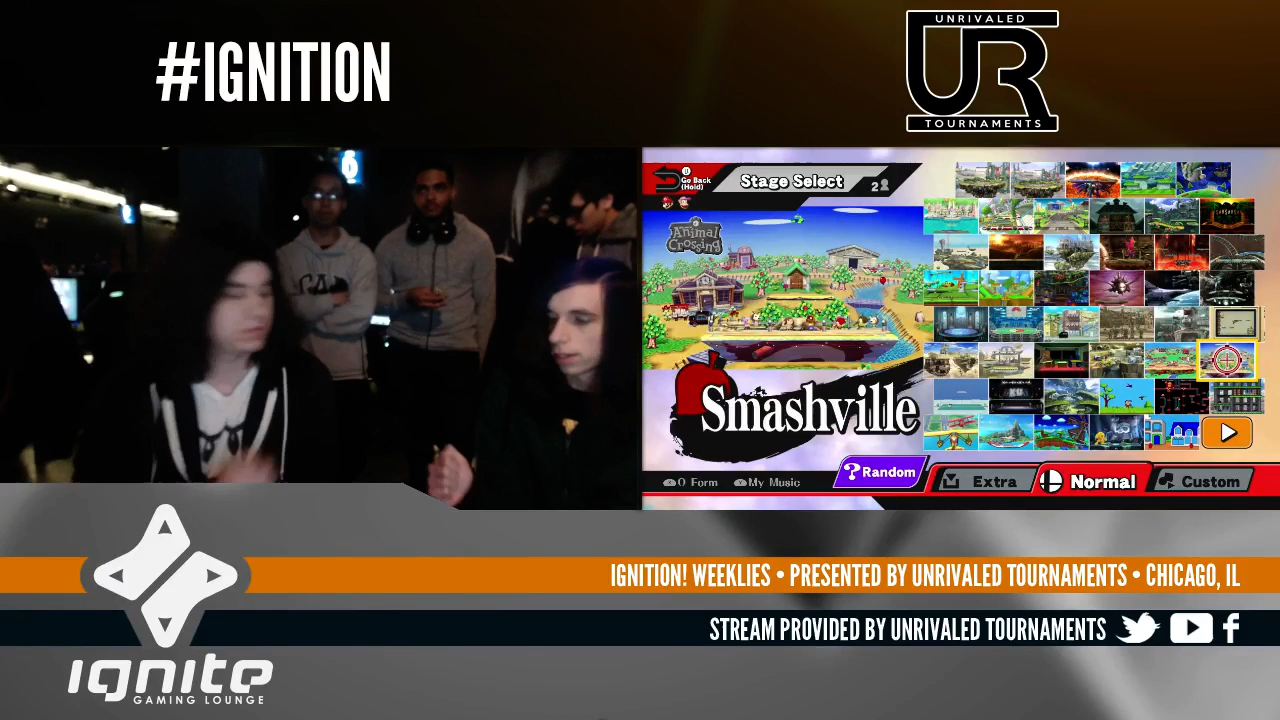 #IGNITION
UNRIVALED
UR
TOURNAMENTS
Go Back
(Hold)
Stage Select
2
Animal
Crossing
Smashville
Ω Form
My Music
? Random
Extra
Normal
Custom
IGNITION! WEEKLIES • PRESENTED BY UNRIVALED TOURNAMENTS • CHICAGO, IL
STREAM PROVIDED BY UNRIVALED TOURNAMENTS
ignite
GAMING LOUNGE